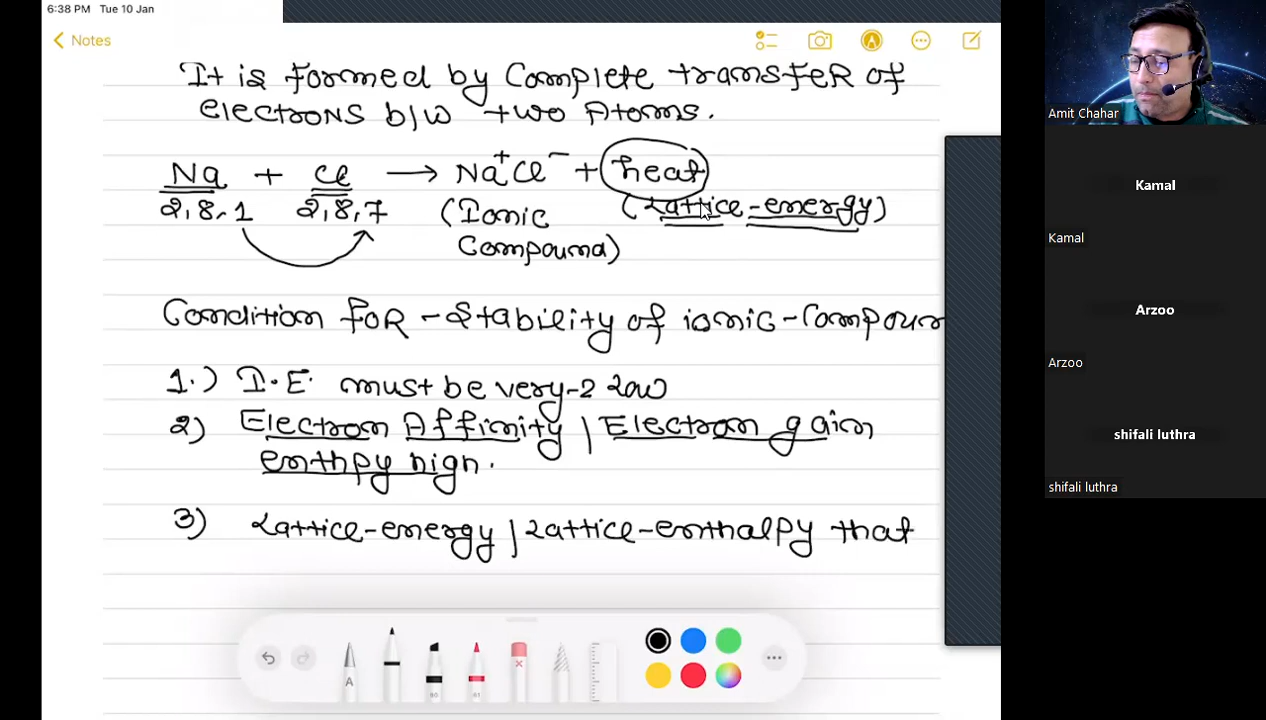 6:38 PM Tue 10 Jan
Notes
It is formed by Complete transfeR of
electrons b/w two Atoms.
Na + Cl → Na⁺Cl⁻ + heat
2,8,1 2,8,7 (Ionic (Lattice-energy)
Compound)
Condition foR -Stability of ionic-Compoun
1.) I.E. must be very-2 low
2) Electron Affinity | Electron gain
enthpy high.
3) Lattice-energy | Lattice-enthalpy that
A
80
61
Amit Chahar
Kamal
Kamal
Arzoo
Arzoo
shifali luthra
shifali luthra